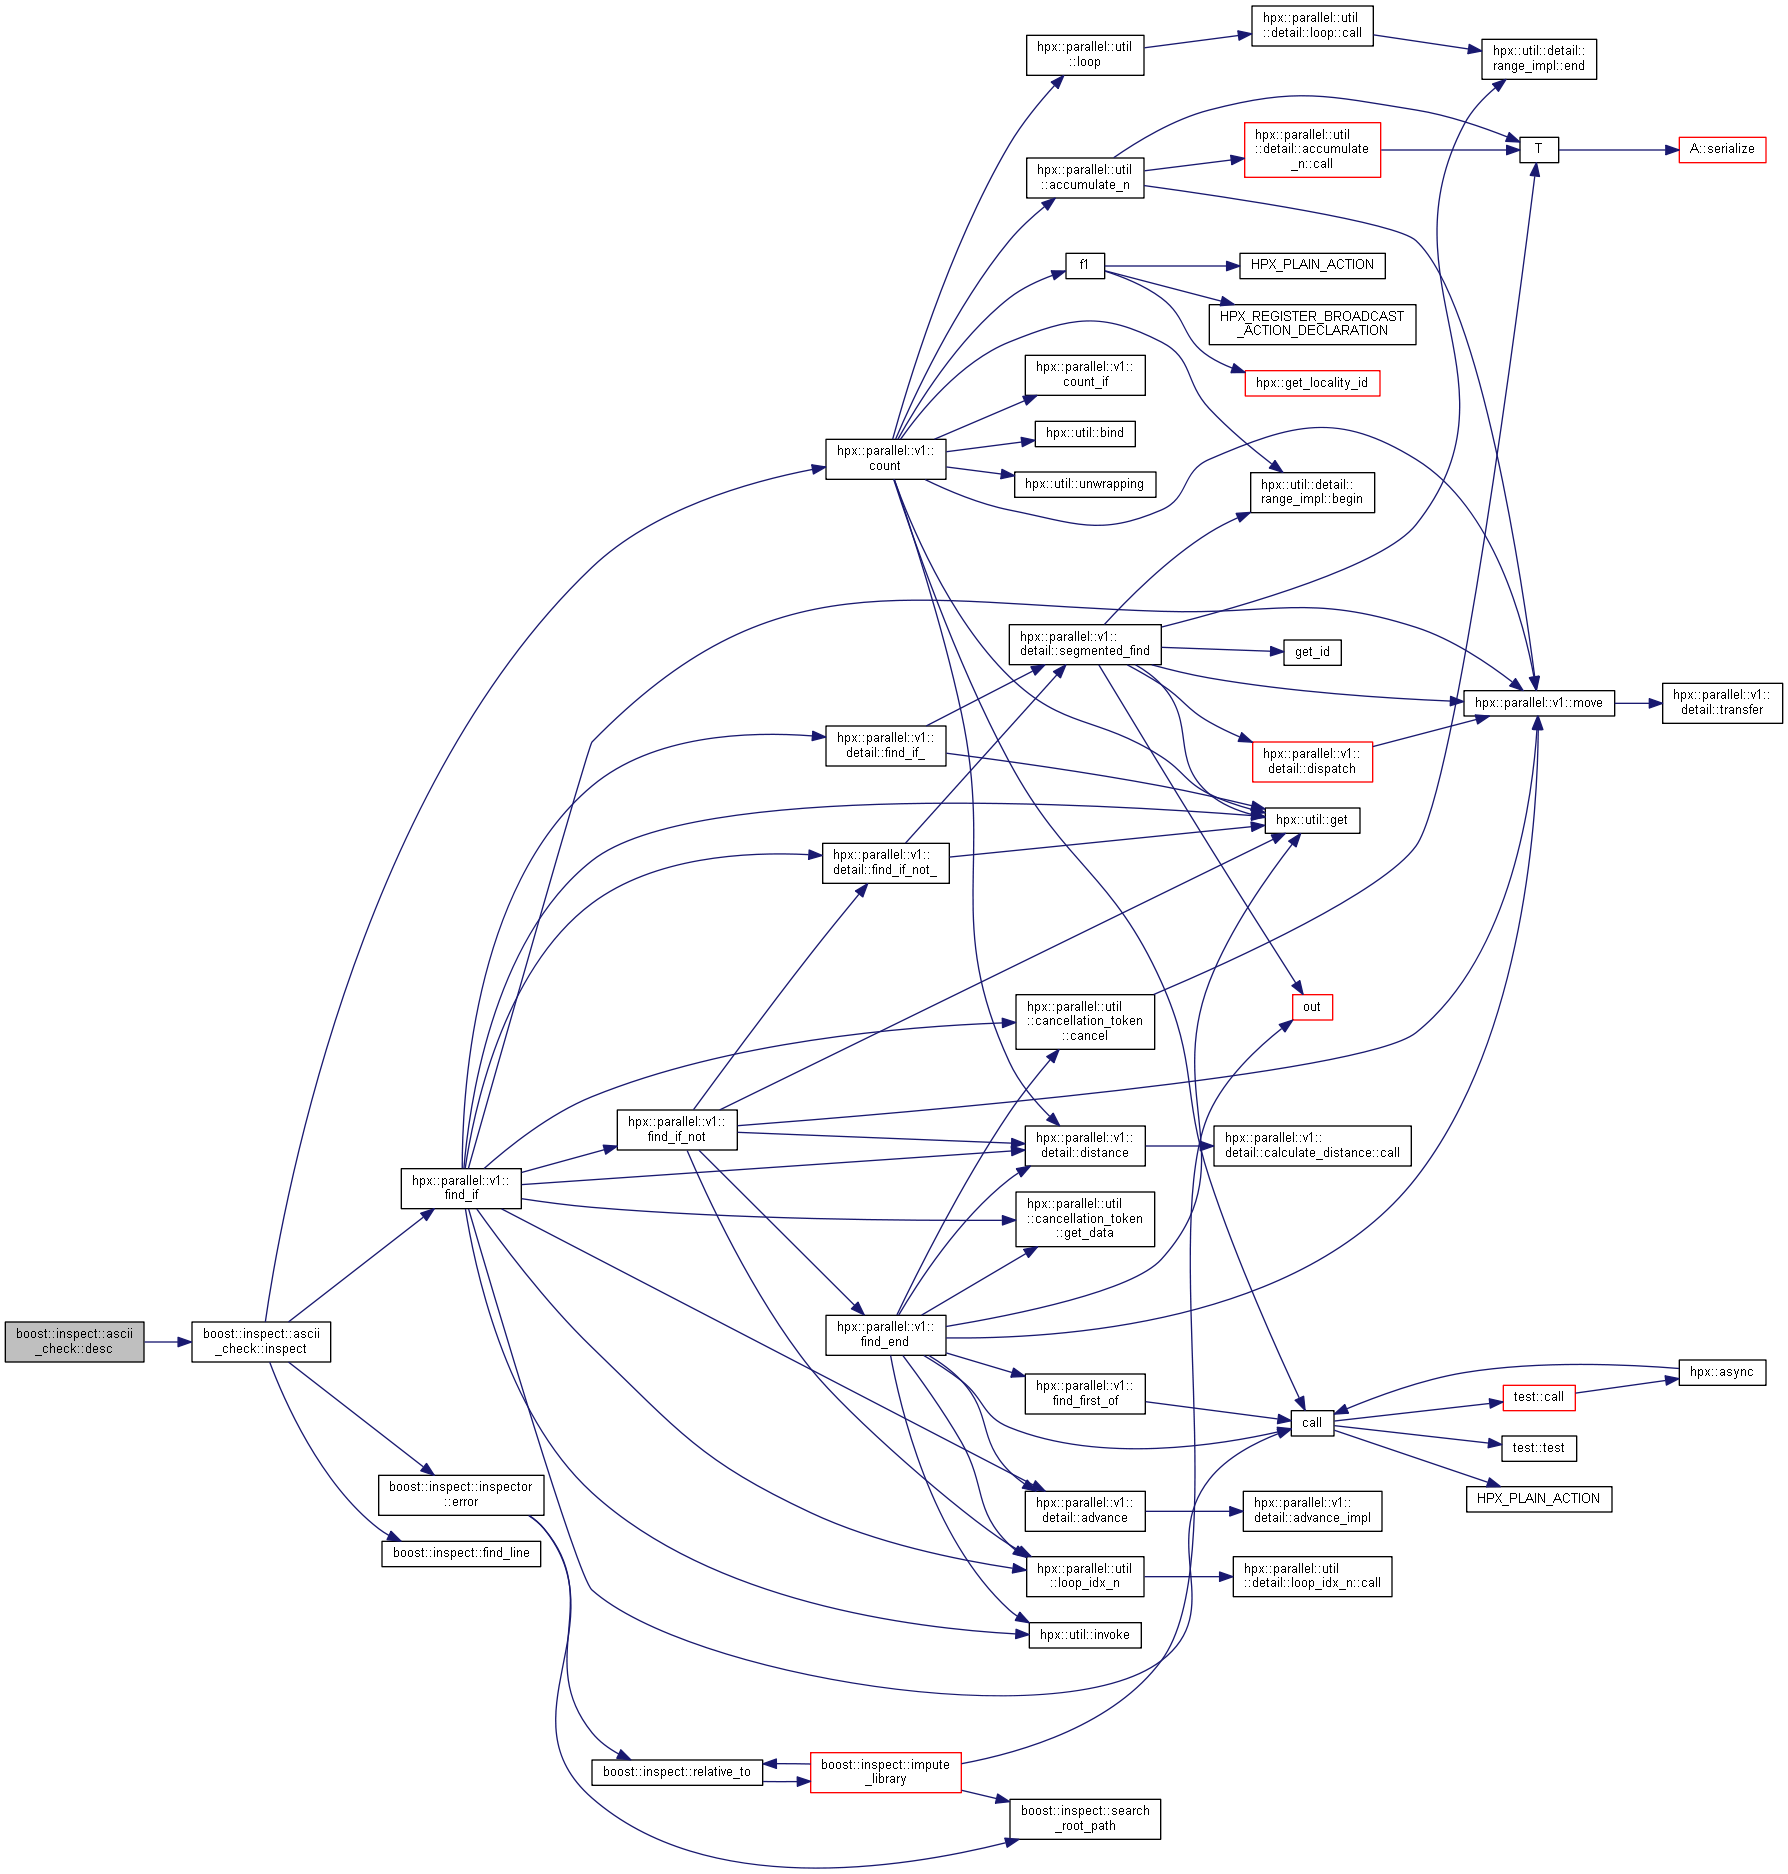 hpx::parallel::util
::detail::loop::call
hpx::parallel::util
::loop
hpx::util::detail::
range_impl::end
hpx::parallel::util
::detail::accumulate
_n::call
T
A::serialize
hpx::parallel::util
::accumulate_n
f1
HPX_PLAIN_ACTION
HPX_REGISTER_BROADCAST
_ACTION_DECLARATION
hpx::parallel::v1::
count_if
hpx::get_locality_id
hpx::util::bind
hpx::parallel::v1::
count
hpx::util::unwrapping
hpx::util::detail::
range_impl::begin
hpx::parallel::v1::
detail::segmented_find
get_id
hpx::parallel::v1::move
hpx::parallel::v1::
detail::transfer
hpx::parallel::v1::
detail::find_if_
hpx::parallel::v1::
detail::dispatch
hpx::util::get
hpx::parallel::v1::
detail::find_if_not_
out
hpx::parallel::util
::cancellation_token
::cancel
hpx::parallel::v1::
find_if_not
hpx::parallel::v1::
detail::distance
hpx::parallel::v1::
detail::calculate_distance::call
hpx::parallel::v1::
find_if
hpx::parallel::util
::cancellation_token
::get_data
boost::inspect::ascii
_check::desc
boost::inspect::ascii
_check::inspect
hpx::parallel::v1::
find_end
hpx::async
hpx::parallel::v1::
find_first_of
test::call
call
test::test
boost::inspect::inspector
::error
HPX_PLAIN_ACTION
hpx::parallel::v1::
detail::advance
hpx::parallel::v1::
detail::advance_impl
boost::inspect::find_line
hpx::parallel::util
::loop_idx_n
hpx::parallel::util
::detail::loop_idx_n::call
hpx::util::invoke
boost::inspect::relative_to
boost::inspect::impute
_library
boost::inspect::search
_root_path